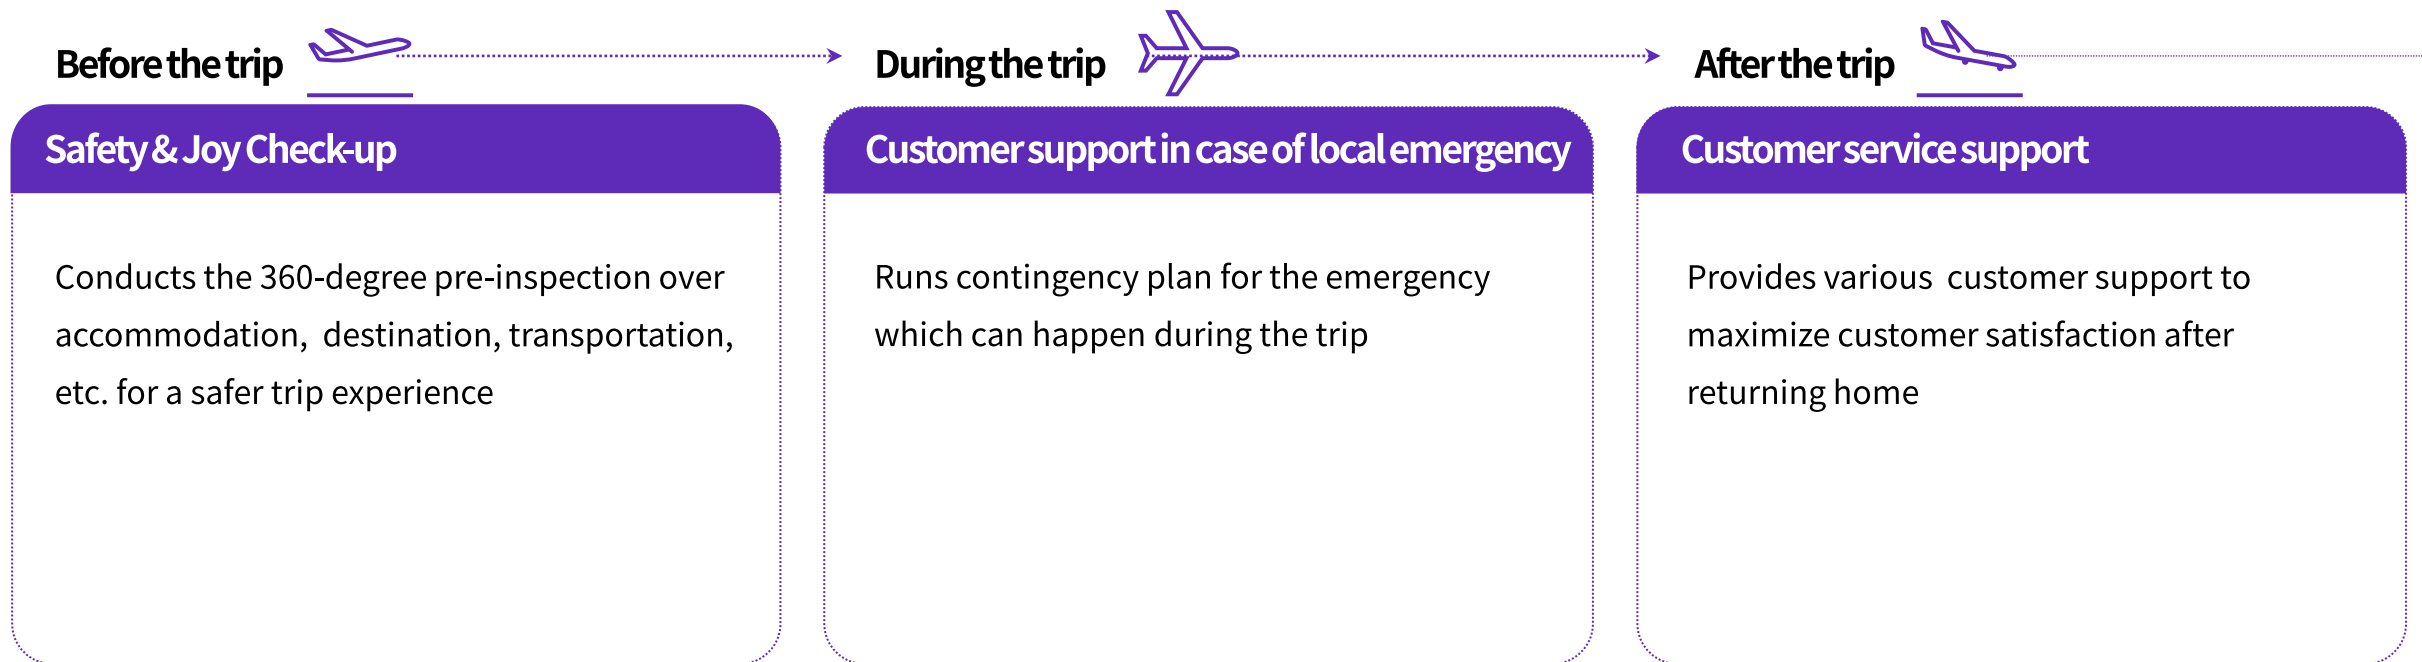 Before the trip
During the trip
After the trip
Safety & Joy Check-up
Conducts the 360-degree pre-inspection over
accommodation,  destination, transportation,
etc. for a safer trip experience
Customer support in case of local emergency
Runs contingency plan for the emergency
which can happen during the trip
Customer service support
Provides various  customer support to
maximize customer satisfaction after
returning home